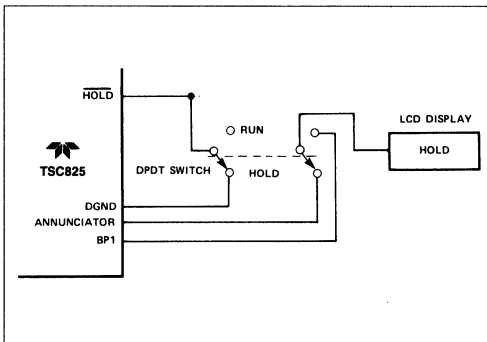 HOLD
RUN
LCD DISPLAY
HOLD
TSC825
DPDT SWITCH
HOLD
DGND
ANNUNCIATOR
BP1